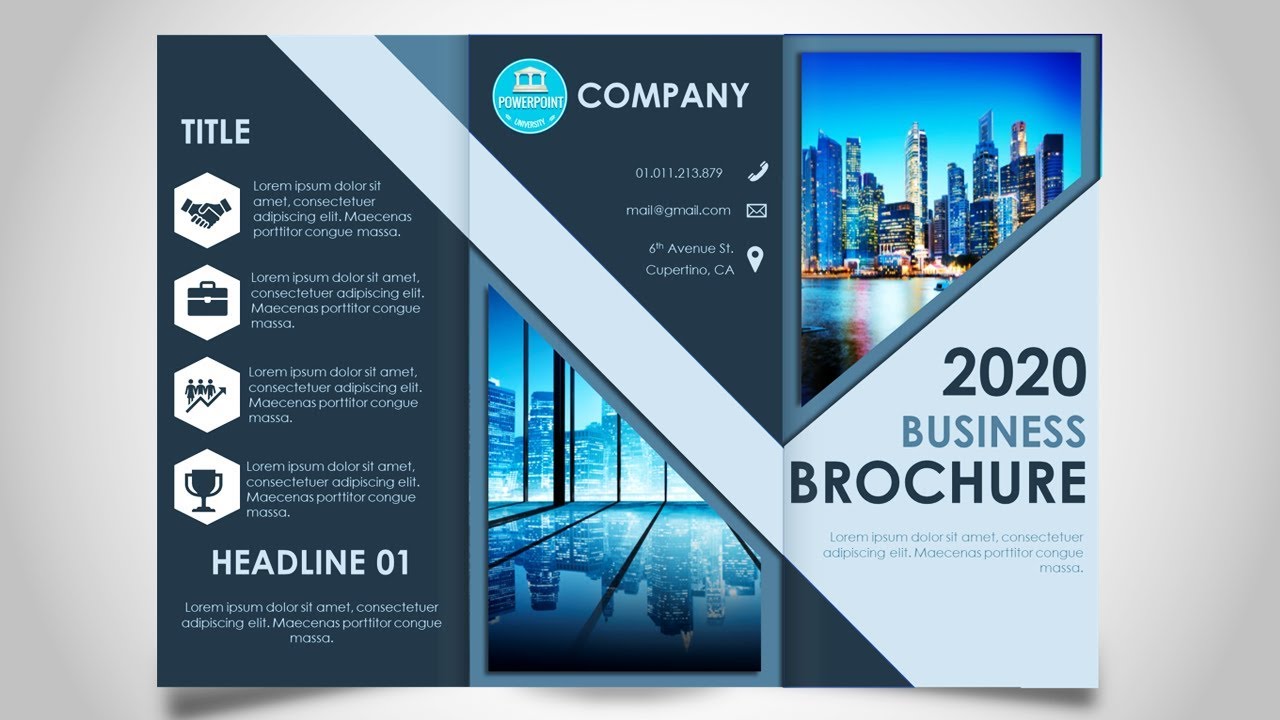 TITLE
Lorem ipsum dolor sit
amet, consectetuer
adipiscing elit. Maecenas
porttitor congue massa.
Lorem ipsum dolor sit amet,
consectetuer adipiscing elit.
Maecenas porttitor congue
massa.
Lorem ipsum dolor sit amet,
consectetuer adipiscing elit.
Maecenas porttitor congue
massa.
Lorem ipsum dolor sit amet,
consectetuer adipiscing elit.
Maecenas porttitor congue
massa.
HEADLINE 01
Lorem ipsum dolor sit amet, consectetuer
adipiscing elit. Maecenas porttitor congue
massa.
POWERPOINT
UNIVERSITY
COMPANY
01.011.213.879
mail@gmail.com
6th Avenue St.
Cupertino, CA
2020
BUSINESS
BROCHURE
Lorem ipsum dolor sit amet, consectetuer
adipiscing elit. Maecenas porttitor congue
massa.